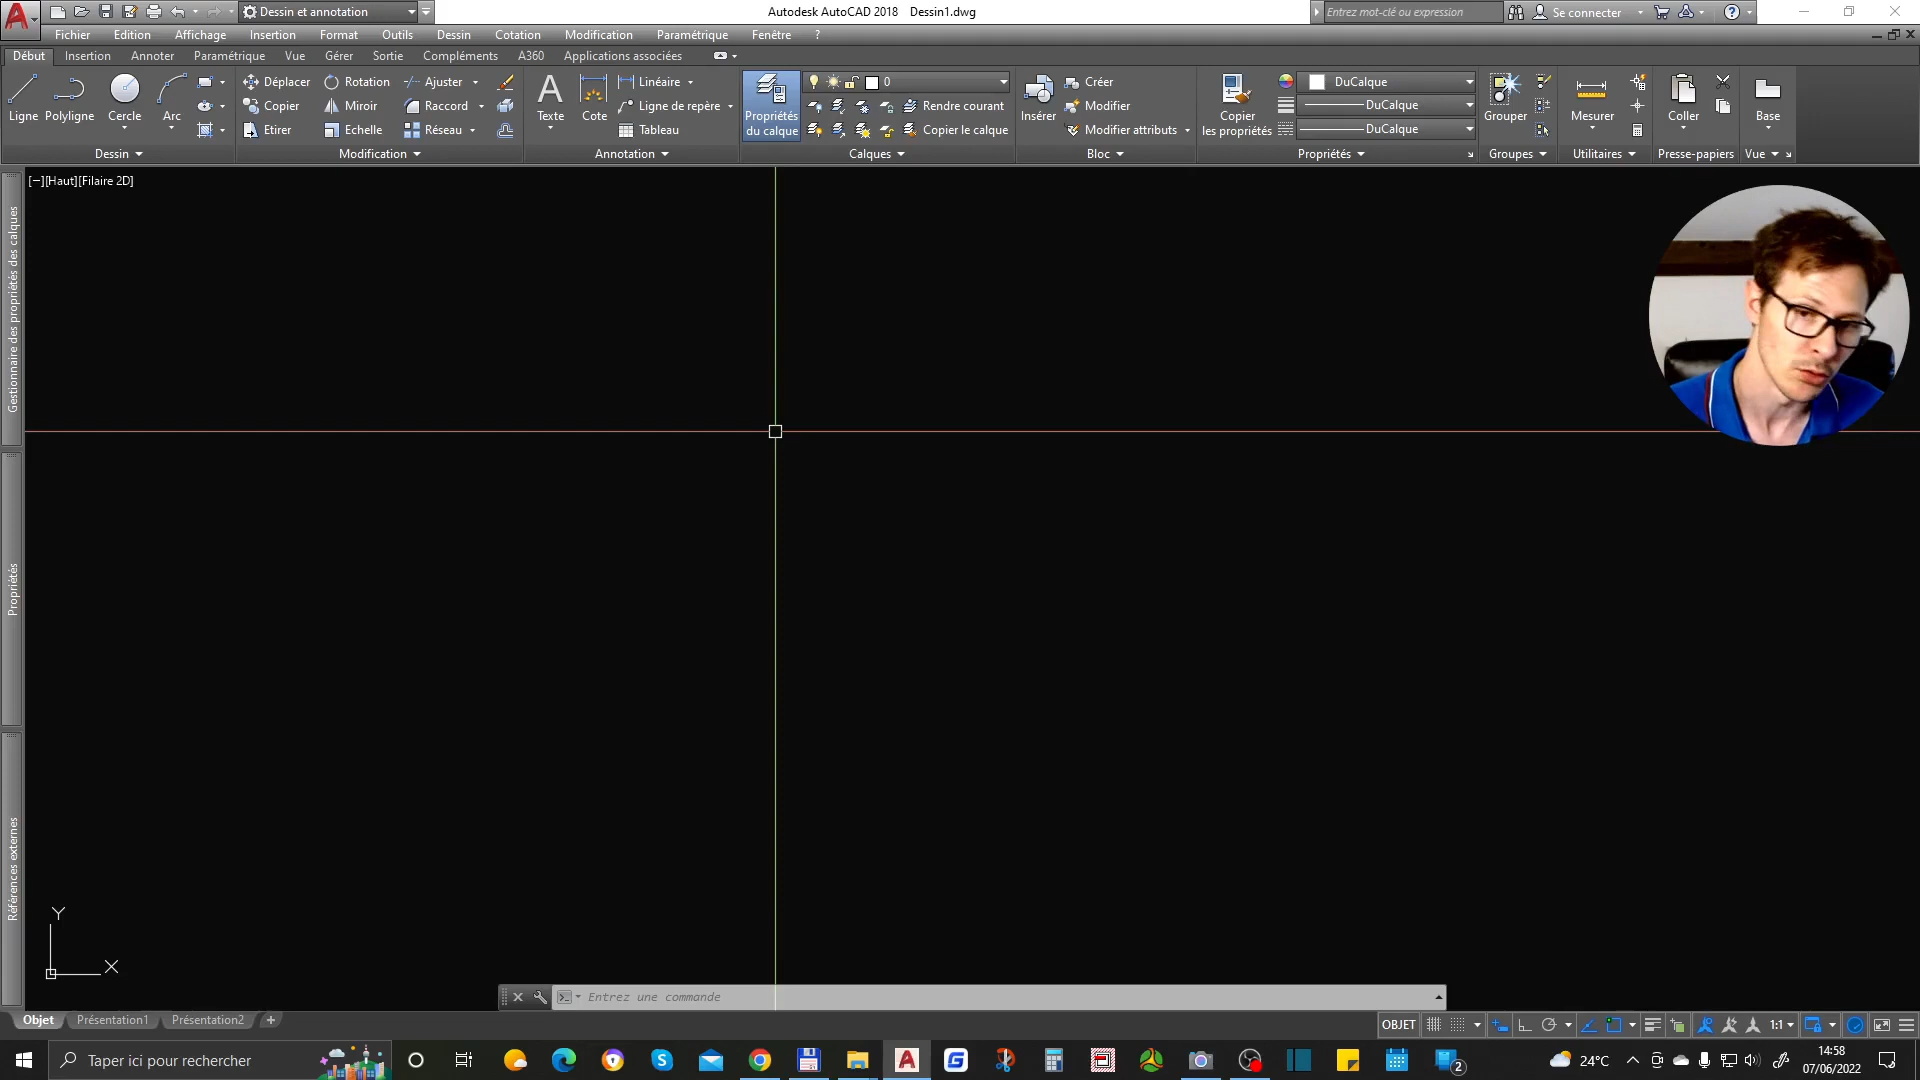 Dessin et annotation
Autodesk AutoCAD 2018 Dessin1.dwg
Entrez mot-clé ou expression
Se connecter
Fichier Edition Affichage Insertion Format Outils Dessin Cotation Modification Paramétrique Fenêtre ?
Début Insertion Annoter Paramétrique Vue Gérer Sortie Compléments A360 Applications associées
Ligne Polyligne Cercle Arc
Dessin
Déplacer Rotation Ajuster
Copier Miroir Raccord
Etirer Echelle Réseau
Modification
Texte Cote
Linéaire
Ligne de repère
Tableau
Annotation
Propriétés
du calque
0
Rendre courant
Copier le calque
Calques
Insérer
Créer
Modifier
Modifier attributs
Bloc
Copier
les propriétés
DuCalque
DuCalque
DuCalque
Propriétés
Grouper
Groupes
Mesurer
Utilitaires
Coller
Presse-papiers
Base
Vue
[−][Haut][Filaire 2D]
Gestionnaire des propriétés des calques
Propriétés
Références externes
Y
X
Entrez une commande
Objet Présentation1 Présentation2 +
OBJET
1:1
Taper ici pour rechercher
2
24°C
14:58
07/06/2022